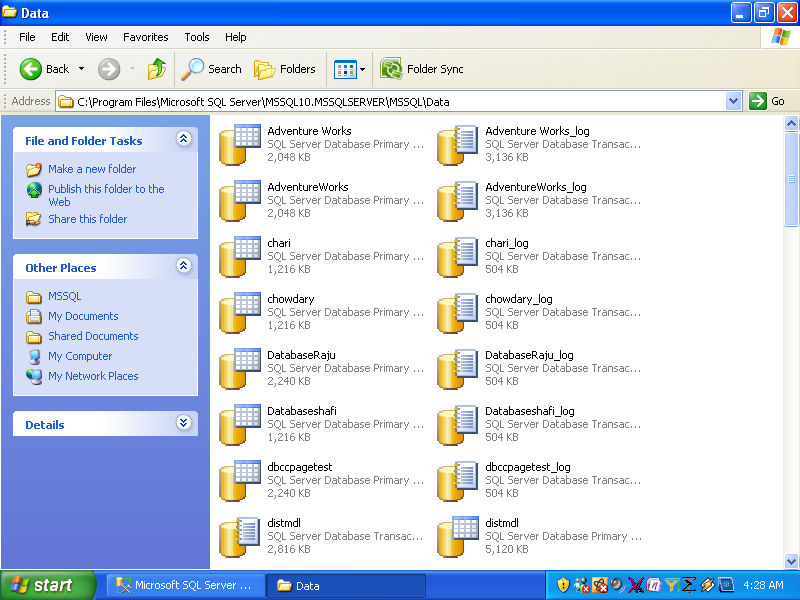 Data
File Edit View Favorites Tools Help
Back Search Folders Folder Sync
Address C:\Program Files\Microsoft SQL Server\MSSQL10.MSSQLSERVER\MSSQL\Data Go
File and Folder Tasks
Make a new folder
Publish this folder to the
Web
Share this folder
Other Places
MSSQL
My Documents
Shared Documents
My Computer
My Network Places
Details
Adventure Works
SQL Server Database Primary ...
2,048 KB
Adventure Works_log
SQL Server Database Transac...
3,136 KB
AdventureWorks
SQL Server Database Primary ...
2,048 KB
AdventureWorks_log
SQL Server Database Transac...
3,136 KB
chari
SQL Server Database Primary ...
1,216 KB
chari_log
SQL Server Database Transac...
504 KB
chowdary
SQL Server Database Primary ...
1,216 KB
chowdary_log
SQL Server Database Transac...
504 KB
DatabaseRaju
SQL Server Database Primary ...
2,240 KB
DatabaseRaju_log
SQL Server Database Transac...
504 KB
Databaseshafi
SQL Server Database Primary ...
1,216 KB
Databaseshafi_log
SQL Server Database Transac...
504 KB
dbccpagetest
SQL Server Database Primary ...
2,240 KB
dbccpagetest_log
SQL Server Database Transac...
504 KB
distmdl
SQL Server Database Transac...
2,816 KB
distmdl
SQL Server Database Primary ...
5,120 KB
start Microsoft SQL Server ... Data 4:28 AM